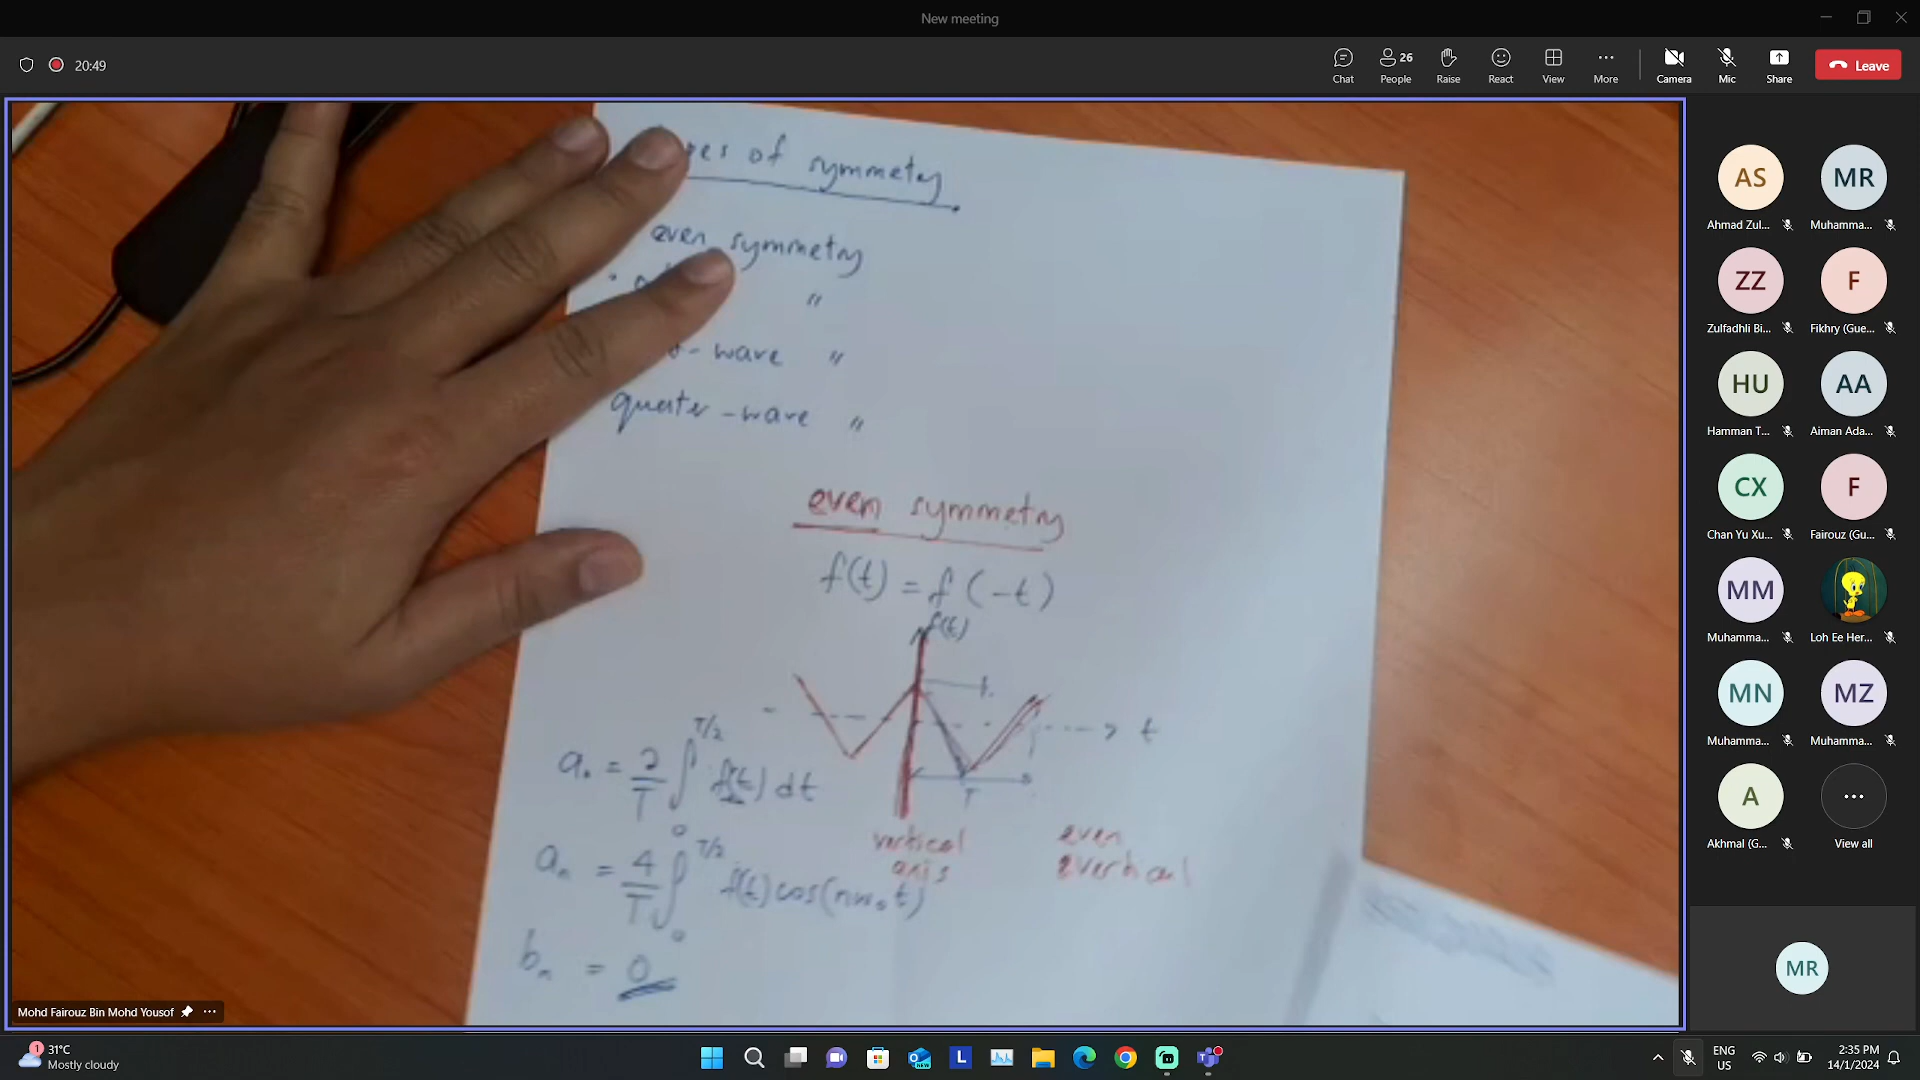 New meeting
20:49
Chat
26
People
Raise
React
View
More
Camera
Mic
Share
Leave
of symmetry
even symmetry
"
wave "
quater-wave "
even symmetry
f(t) = f(-t)
f(t)
t
T
a₀ = 2/T ∫₀^T/2 f(t) dt
vertical
axis
even
evertical
aₙ = 4/T ∫₀^T/2 f(t) cos(nω₀t)
bₙ = 0
Mohd Fairouz Bin Mohd Yousof
AS
Ahmad Zul...
MR
Muhamma...
ZZ
Zulfadhli Bi...
F
Fikhry (Gue...
HU
Hamman T...
AA
Aiman Ada...
CX
Chan Yu Xu...
F
Fairouz (Gu...
MM
Muhamma...
Loh Ee Her...
MN
Muhamma...
MZ
Muhamma...
A
Akhmal (G...
View all
MR
1
31°C
Mostly cloudy
L
NEW
ENG
US
2:35 PM
14/1/2024